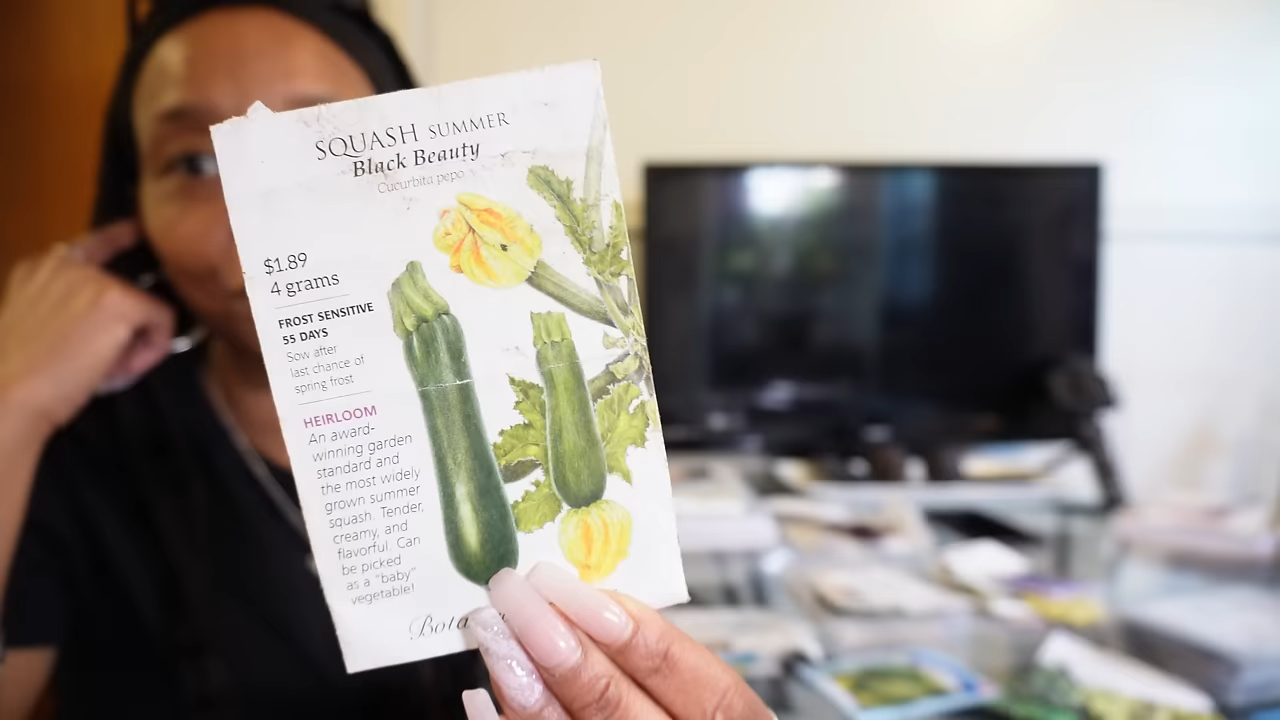 SQUASH SUMMER
Black Beauty
Cucurbita pepo
$1.89
4 grams
FROST SENSITIVE
55 DAYS
Sow after
last chance of
spring frost
HEIRLOOM
An award-
winning garden
standard and
the most widely
grown summer
squash. Tender,
creamy, and
flavorful. Can
be picked
as a "baby"
vegetable!